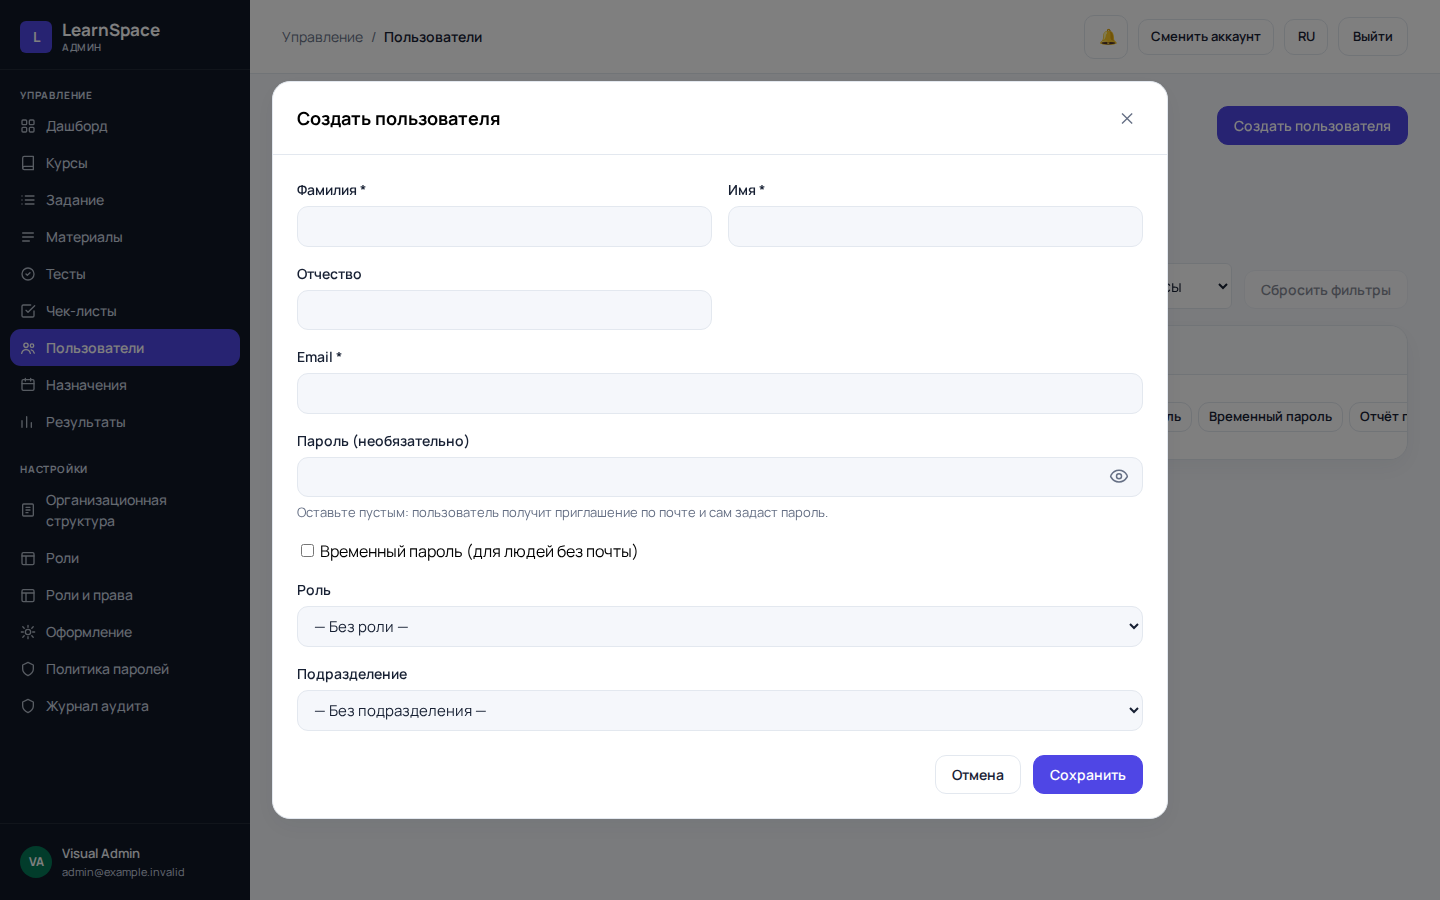 L
LearnSpace
АДМИН
УПРАВЛЕНИЕ
Дашборд
Курсы
Задание
Материалы
Тесты
Чек-листы
Пользователи
Назначения
Результаты
НАСТРОЙКИ
Организационная
структура
Роли
Роли и права
Оформление
Политика паролей
Журнал аудита
VA
Visual Admin
admin@example.invalid
Управление / Пользователи
Сменить аккаунт
RU
Выйти
Создать пользователя
Сбросить фильтры
Временный пароль
Создать пользователя
Фамилия *
Имя *
Отчество
Email *
Пароль (необязательно)
Оставьте пустым: пользователь получит приглашение по почте и сам задаст пароль.
Временный пароль (для людей без почты)
Роль
— Без роли —
Подразделение
— Без подразделения —
Отмена
Сохранить